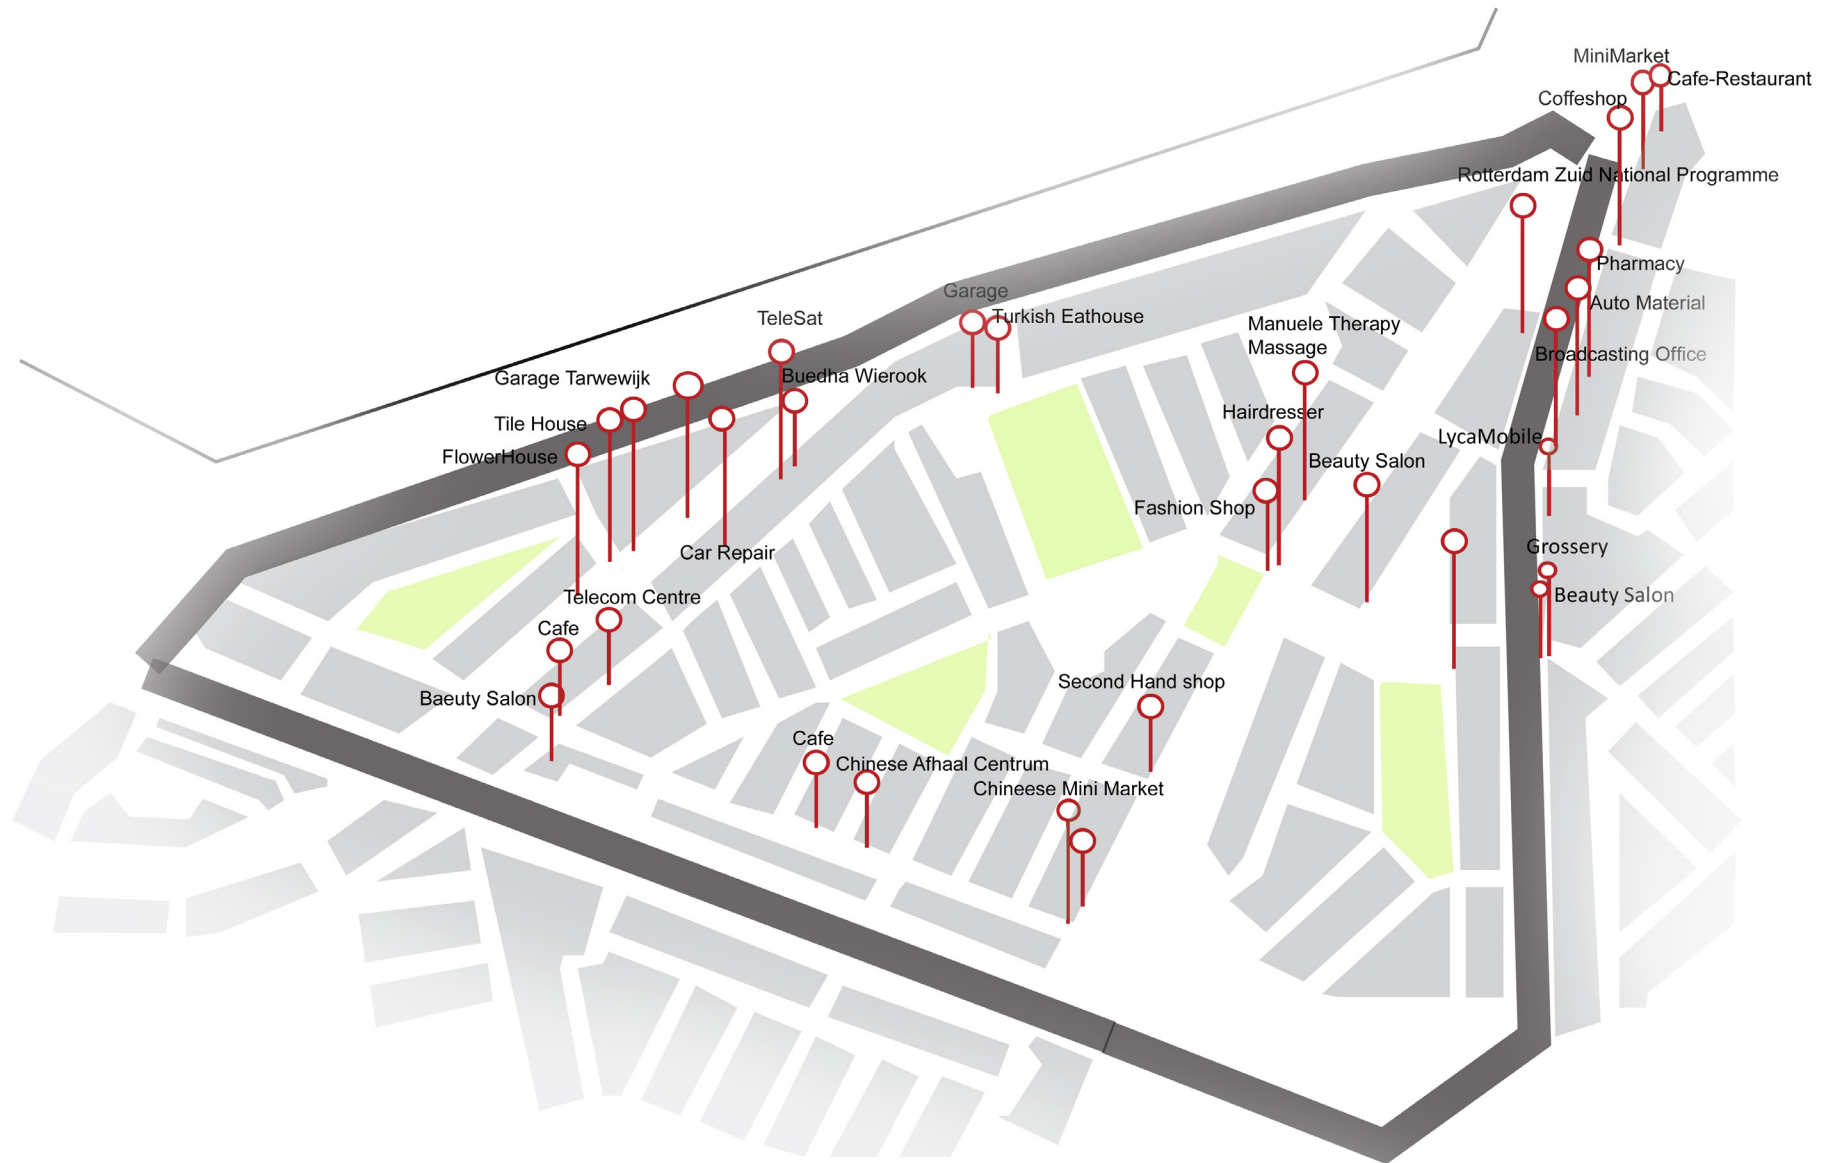 MiniMarket
Cafe-Restaurant
Coffeshop
Rotterdam Zuid National Programme
Pharmacy
Garage
Auto Material
TeleSat
Turkish Eathouse
Manuele Therapy
Massage
Broadcasting Office
Garage Tarwewijk
Buedha Wierook
Hairdresser
Tile House
LycaMobile
FlowerHouse
Beauty Salon
Fashion Shop
Car Repair
Grossery
Telecom Centre
Beauty Salon
Cafe
Second Hand shop
Baeuty Salon
Cafe
Chinese Afhaal Centrum
Chineese Mini Market